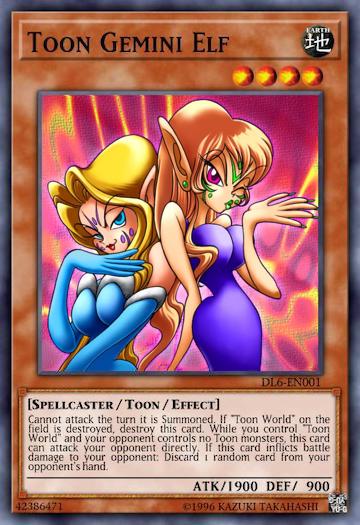 Toon Gemini Elf
EARTH
地
DL6-EN001
[Spellcaster / Toon / Effect]
Cannot attack the turn it is Summoned. If "Toon World" on
the field is destroyed, destroy this card. While you control "Toon
World" and your opponent controls no Toon monsters, this card
can attack your opponent directly. If this card inflicts battle
damage to your opponent: Discard 1 random card from your
opponent's hand.
ATK/1900 DEF/ 900
42386471
©1996 KAZUKI TAKAHASHI